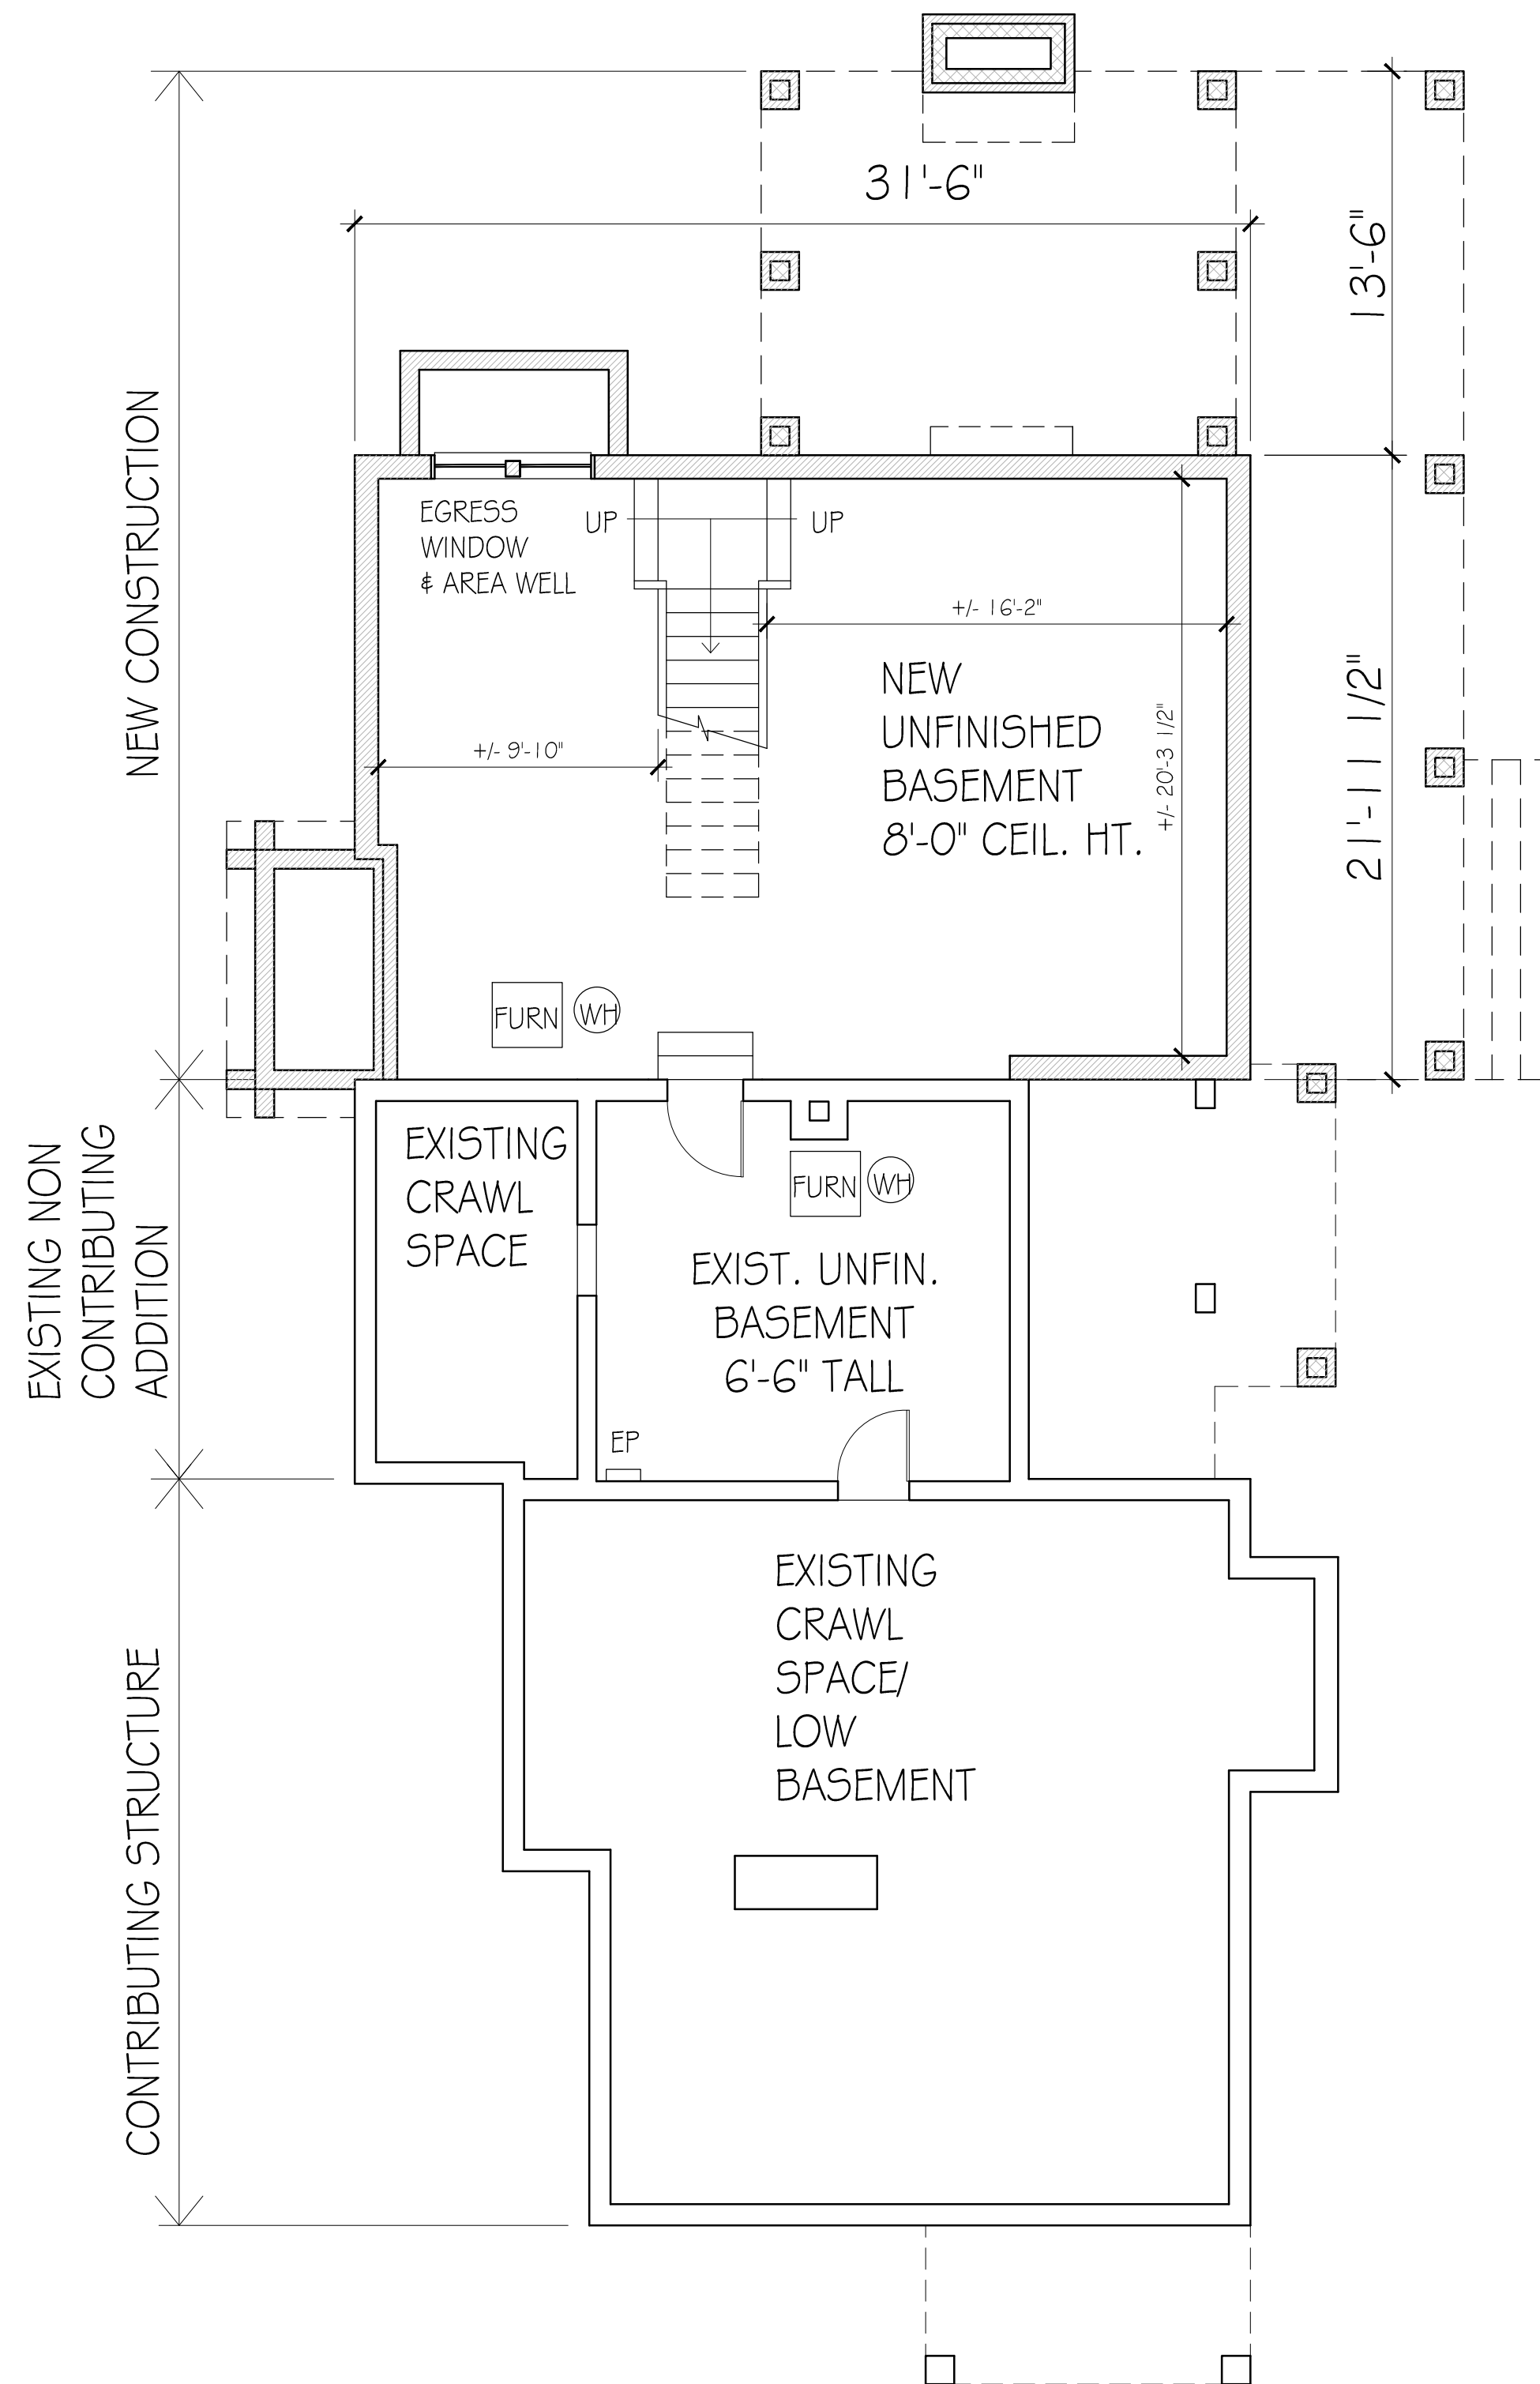 31'-6"
13'-6"
NEW CONSTRUCTION
EGRESS
WINDOW
& AREA WELL
UP
UP
+/- 16'-2"
NEW
UNFINISHED
BASEMENT
8'-0" CEIL. HT.
+/- 20'-3 1/2"
21'-11 1/2"
+/- 9'-10"
FURN
WH
EXISTING NON
CONTRIBUTING
ADDITION
EXISTING
CRAWL
SPACE
FURN
WH
EXIST. UNFIN.
BASEMENT
6'-6" TALL
EP
CONTRIBUTING STRUCTURE
EXISTING
CRAWL
SPACE/
LOW
BASEMENT